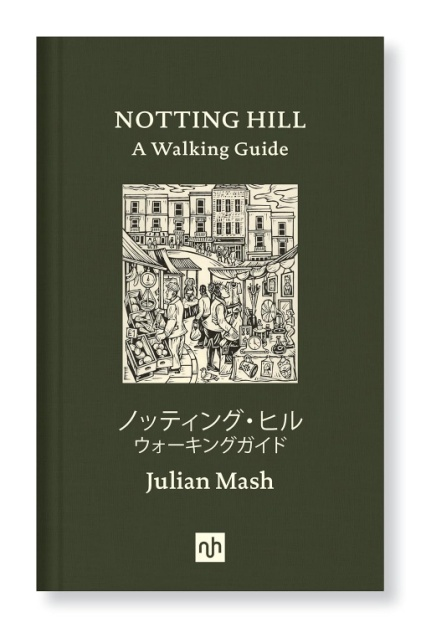 NOTTING HILL
A Walking Guide
ノッティング・ヒル
ウォーキングガイド
Julian Mash
nh